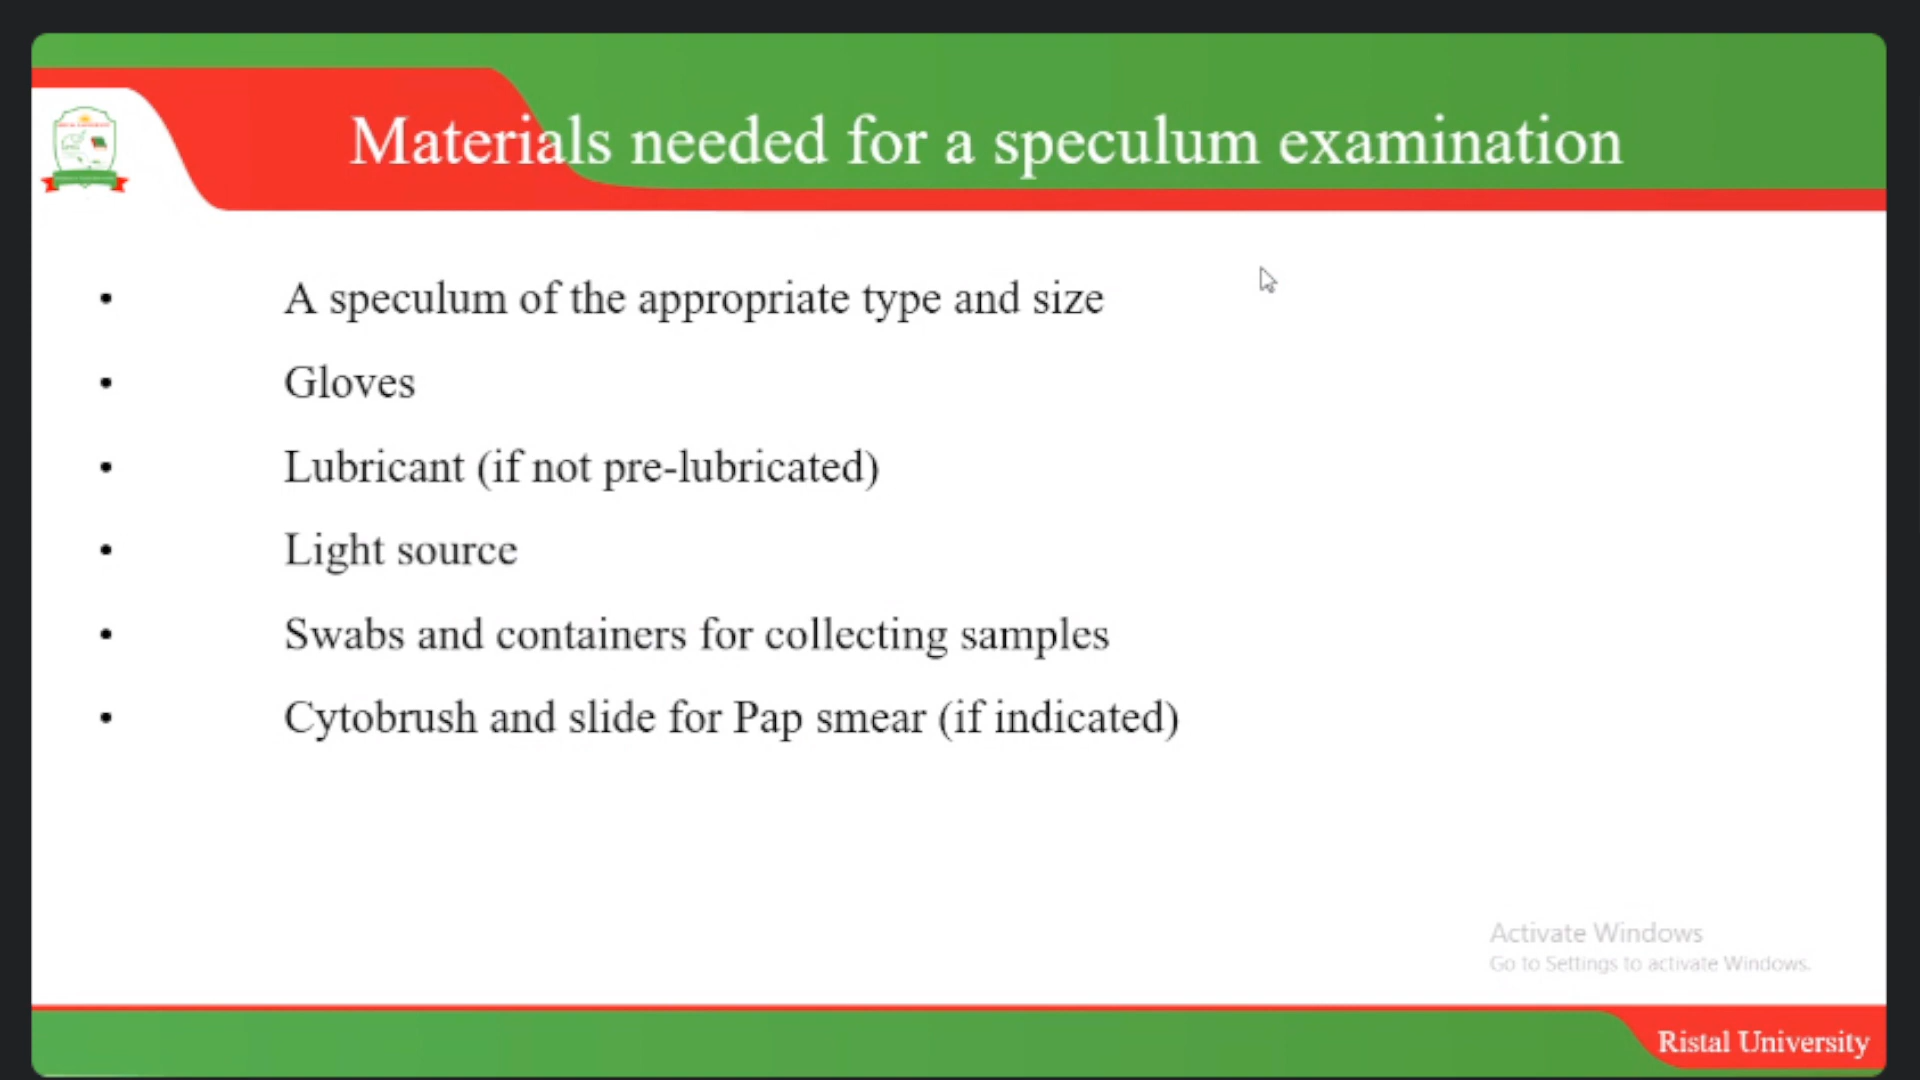 Materials needed for a speculum examination
• A speculum of the appropriate type and size
• Gloves
• Lubricant (if not pre-lubricated)
• Light source
• Swabs and containers for collecting samples
• Cytobrush and slide for Pap smear (if indicated)
Activate Windows
Go to Settings to activate Windows.
Ristal University